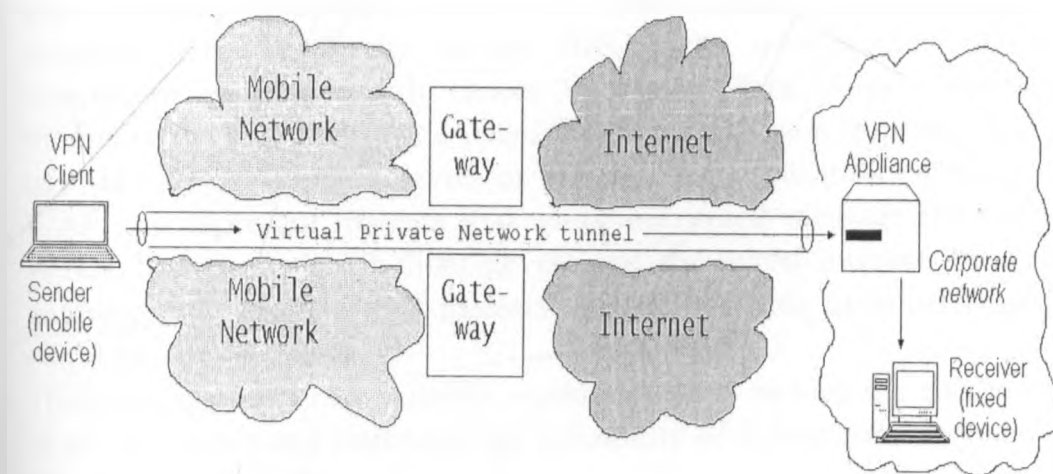 VPN
Client
Sender
(mobile
device)
Mobile
Network
Gate-
way
Internet
Virtual Private Network tunnel
Mobile
Network
Gate-
way
Internet
VPN
Appliance
Corporate
network
Receiver
(fixed
device)